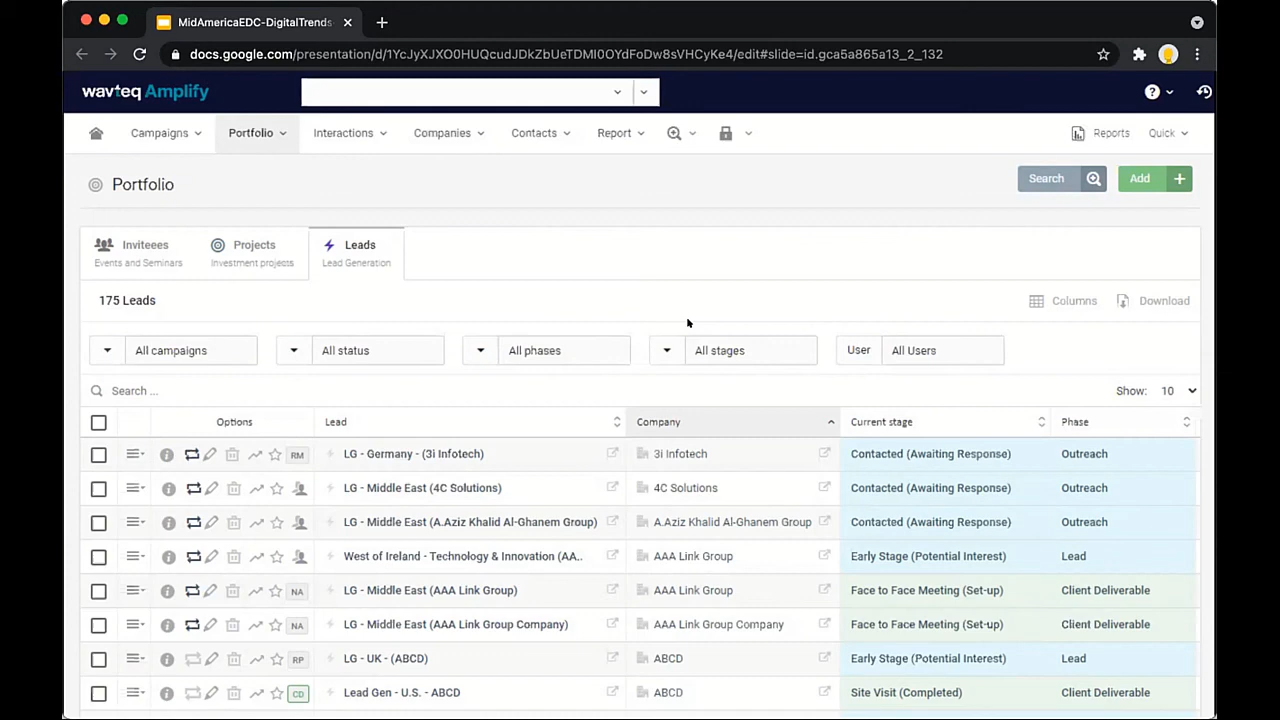 MidAmericaEDC-DigitalTrends
docs.google.com/presentation/d/1YcJyXJXO0HUQcudJDkZbUeTDMI0OYdFoDw8sVHCyKe4/edit#slide=id.gca5a865a13_2_132
wavteq Amplify
Campaigns Portfolio Interactions Companies Contacts Report Reports Quick
Portfolio
Search Add +
Inviteees Projects Leads
Events and Seminars Investment projects Lead Generation
175 Leads Columns Download
All campaigns All status All phases All stages User All Users
Search ... Show: 10
Options Lead Company Current stage Phase
RM LG - Germany - (3i Infotech) 3i Infotech Contacted (Awaiting Response) Outreach
LG - Middle East (4C Solutions) 4C Solutions Contacted (Awaiting Response) Outreach
LG - Middle East (A.Aziz Khalid Al-Ghanem Group) A.Aziz Khalid Al-Ghanem Group Contacted (Awaiting Response) Outreach
West of Ireland - Technology & Innovation (AA.. AAA Link Group Early Stage (Potential Interest) Lead
NA LG - Middle East (AAA Link Group) AAA Link Group Face to Face Meeting (Set-up) Client Deliverable
NA LG - Middle East (AAA Link Group Company) AAA Link Group Company Face to Face Meeting (Set-up) Client Deliverable
RP LG - UK - (ABCD) ABCD Early Stage (Potential Interest) Lead
CD Lead Gen - U.S. - ABCD ABCD Site Visit (Completed) Client Deliverable